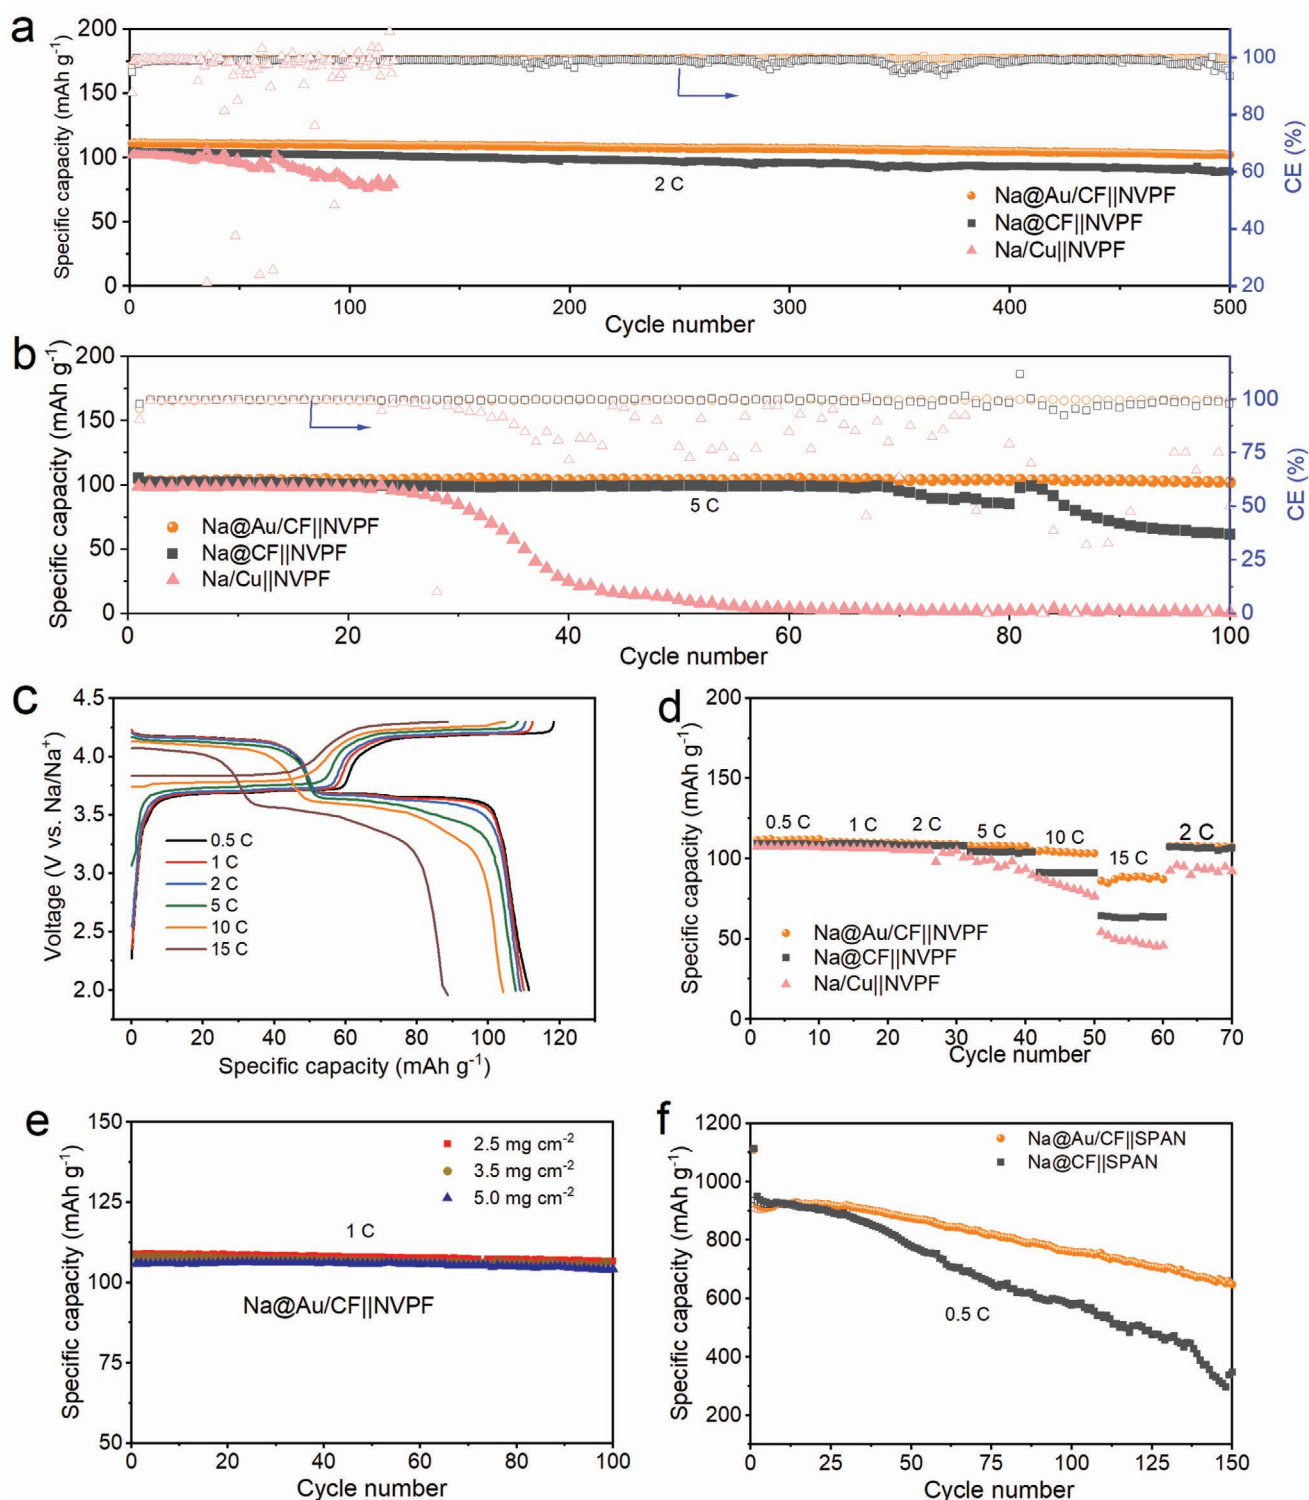 a
200
150
100
50
0
Specific capacity (mAh g-1)
100
80
60
40
20
CE (%)
2 C
Na@Au/CF||NVPF
Na@CF||NVPF
Na/Cu||NVPF
0 100 200 300 400 500
Cycle number
b
200
150
100
50
0
Specific capacity (mAh g-1)
100
75
50
25
0
CE (%)
5 C
Na@Au/CF||NVPF
Na@CF||NVPF
Na/Cu||NVPF
0 20 40 60 80 100
Cycle number
c
4.5
4.0
3.5
3.0
2.5
2.0
Voltage (V vs. Na/Na+)
0.5 C
1 C
2 C
5 C
10 C
15 C
0 20 40 60 80 100 120
Specific capacity (mAh g-1)
d
200
150
100
50
0
Specific capacity (mAh g-1)
0.5 C 1 C 2 C 5 C 10 C 15 C 2 C
Na@Au/CF||NVPF
Na@CF||NVPF
Na/Cu||NVPF
0 10 20 30 40 50 60 70
Cycle number
e
150
125
100
75
50
Specific capacity (mAh g-1)
2.5 mg cm-2
3.5 mg cm-2
5.0 mg cm-2
1 C
Na@Au/CF||NVPF
0 20 40 60 80 100
Cycle number
f
1200
1000
800
600
400
200
Specific capacity (mAh g-1)
Na@Au/CF||SPAN
Na@CF||SPAN
0.5 C
0 25 50 75 100 125 150
Cycle number